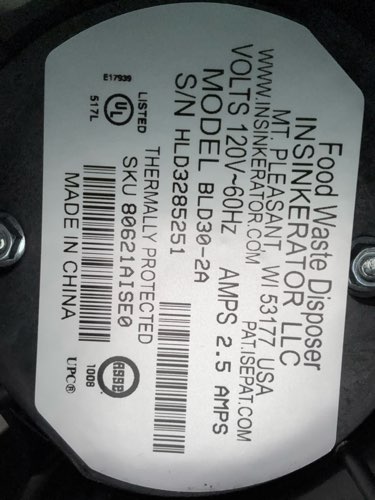 Food Waste Disposer
INSINKERATOR LLC
MT. PLEASANT, WI 53177 USA
WWW.INSINKERATOR.COM PAT.ISEPAT.COM
VOLTS 120V~60Hz AMPS 2.5 AMPS
MODEL BLD30-2A
S/N HLD3285251
THERMALLY PROTECTED
SKU 80621AISE0
MADE IN CHINA
E17939
UL
LISTED
517L
ASSE
1008
UPC®